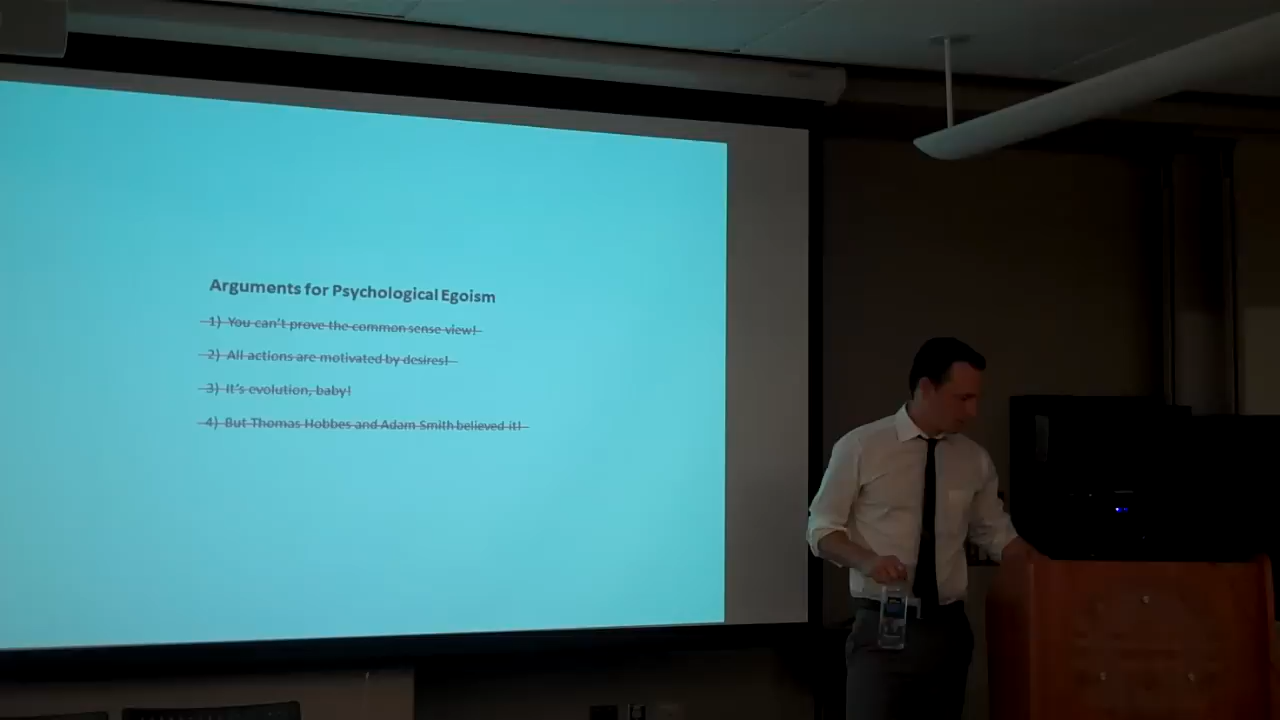 Arguments for Psychological Egoism
1) You can't prove the common sense view!
2) All actions are motivated by desires!
3) It's evolution, baby!
4) But Thomas Hobbes and Adam Smith believed it!